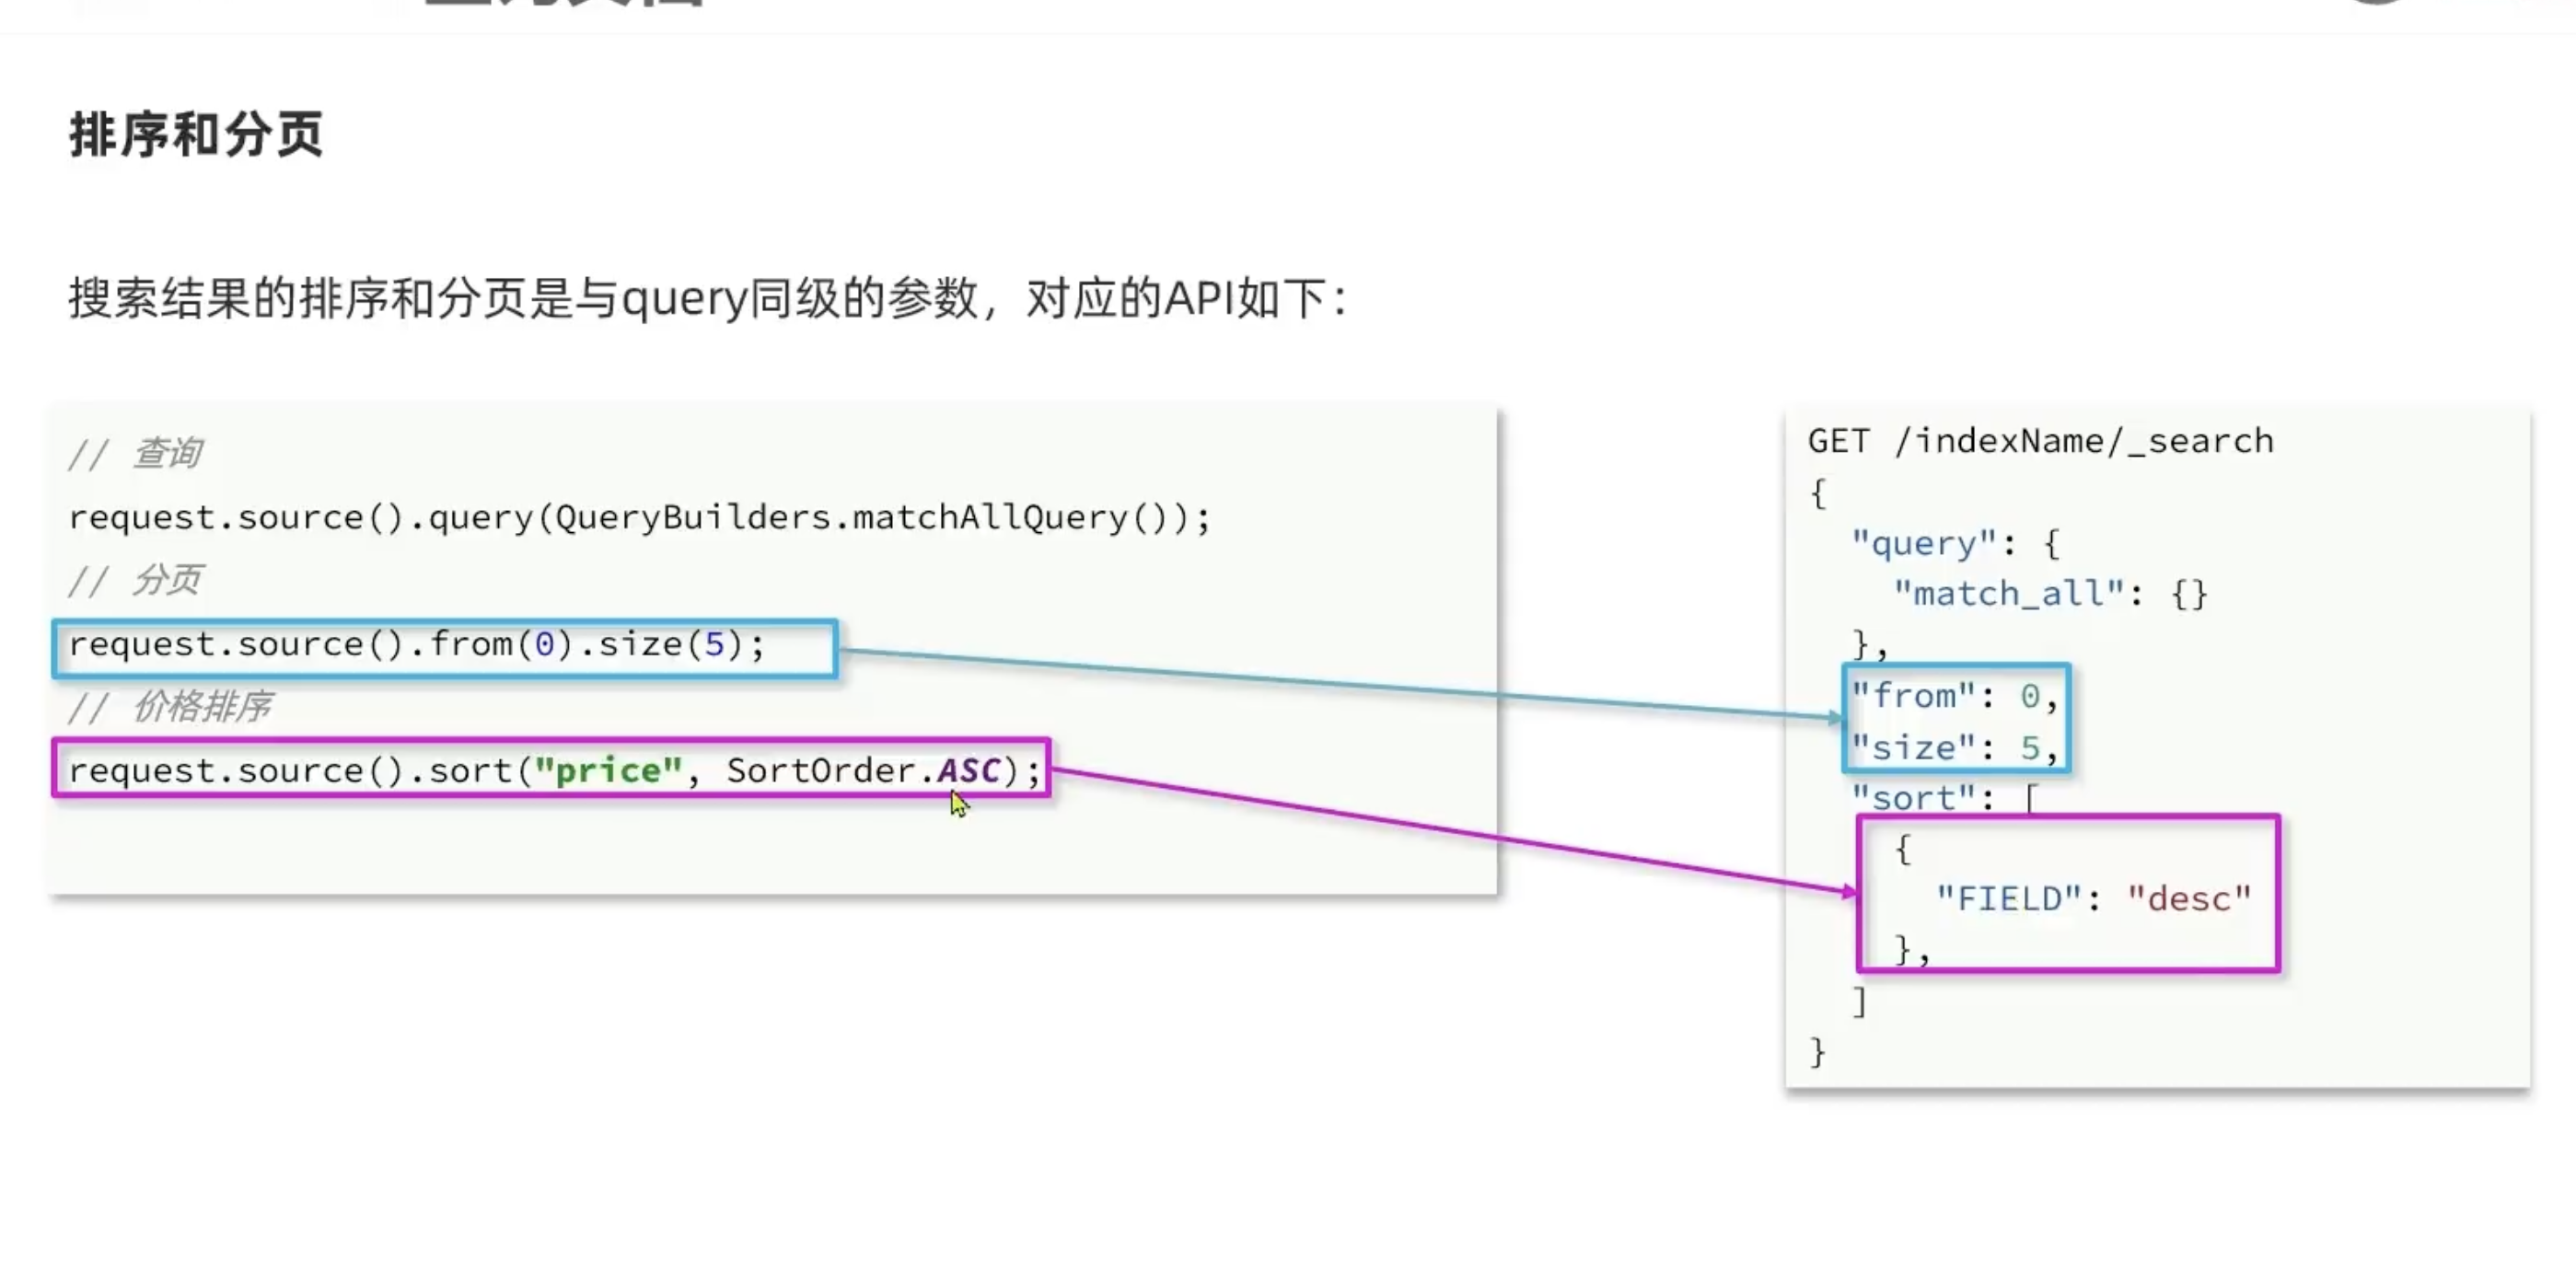 排序和分页
搜索结果的排序和分页是与query同级的参数，对应的API如下：
// 查询
request.source().query(QueryBuilders.matchAllQuery());
// 分页
request.source().from(0).size(5);
// 价格排序
request.source().sort("price", SortOrder.ASC);
GET /indexName/_search
{
"query": {
"match_all": {}
},
"from": 0,
"size": 5,
"sort": [
{
"FIELD": "desc"
},
]
}